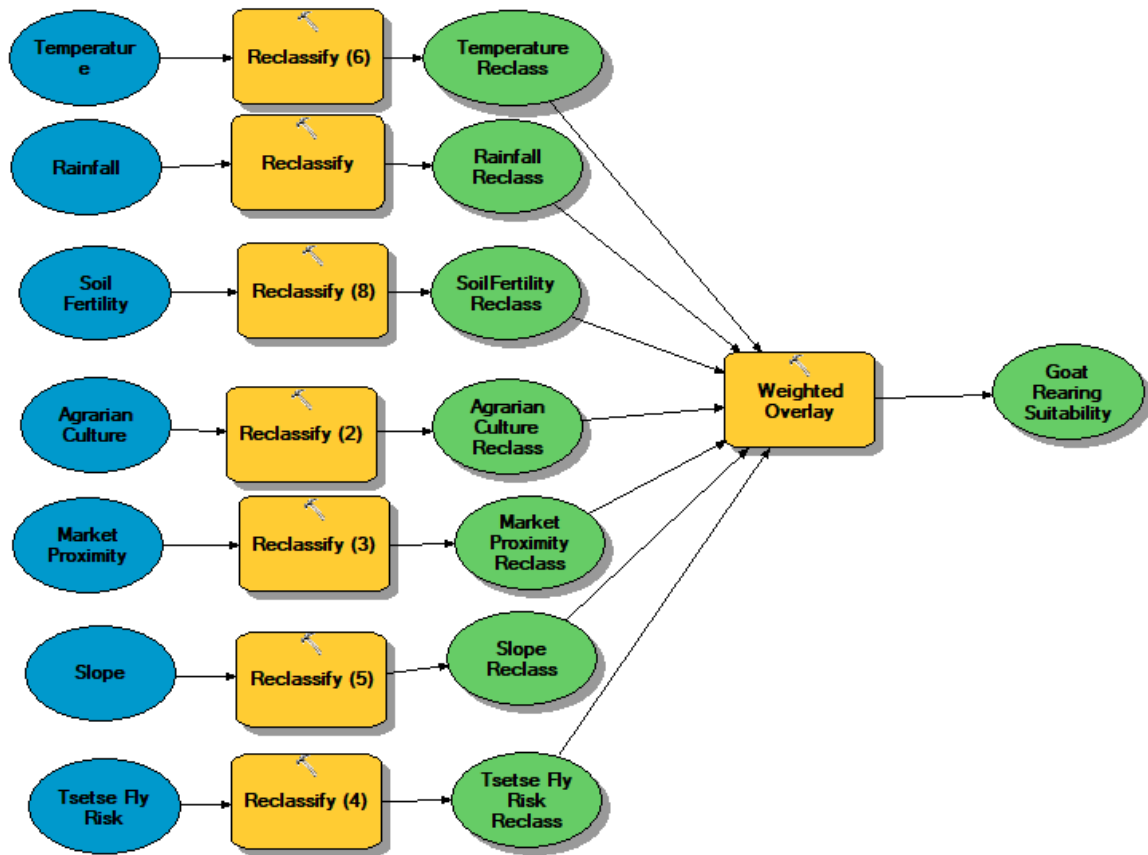 Temperatur
e
Reclassify (6)
Temperature
Reclass
Rainfall
Reclassify
Rainfall
Reclass
Soil
Fertility
Reclassify (8)
Soil Fertility
Reclass
Agrarian
Culture
Reclassify (2)
Agrarian
Culture
Reclass
Market
Proximity
Reclassify (3)
Market
Proximity
Reclass
Slope
Reclassify (5)
Slope
Reclass
Tsetse Fly
Risk
Reclassify (4)
Tsetse Fly
Risk
Reclass
Weighted
Overlay
Goat
Rearing
Suitability